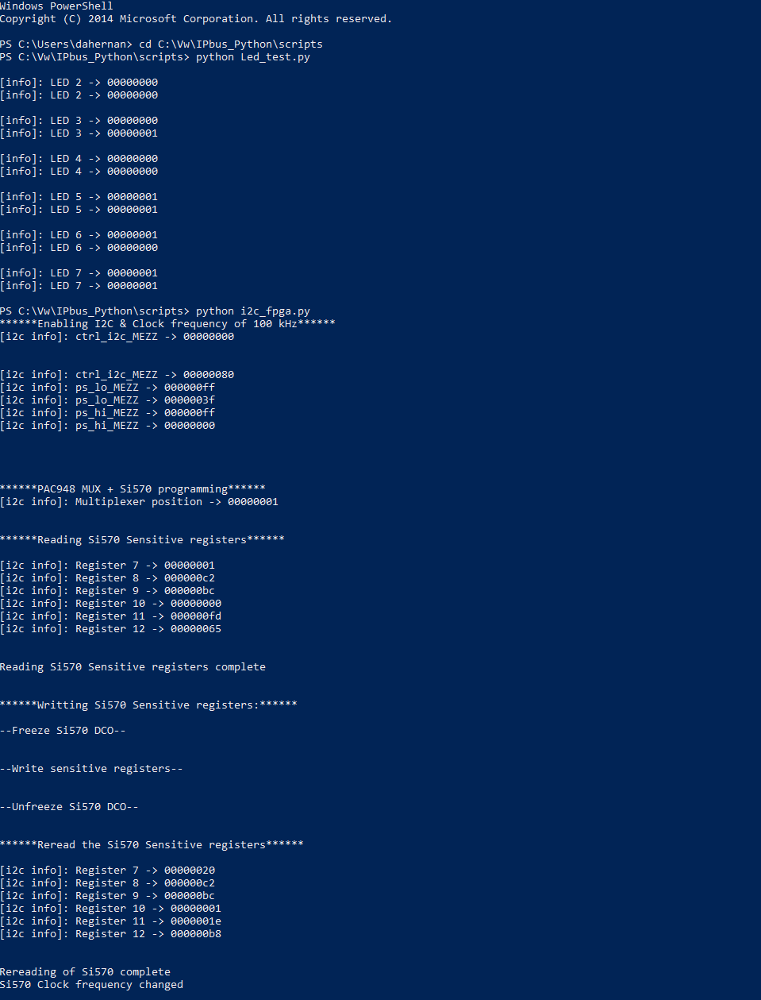 Windows PowerShell
Copyright (C) 2014 Microsoft Corporation. All rights reserved.
PS C:\Users\dahernan> cd C:\Vw\IPbus_Python\scripts
PS C:\Vw\IPbus_Python\scripts> python Led_test.py
[info]: LED 2 -> 00000000
[info]: LED 2 -> 00000000
[info]: LED 3 -> 00000000
[info]: LED 3 -> 00000001
[info]: LED 4 -> 00000000
[info]: LED 4 -> 00000000
[info]: LED 5 -> 00000001
[info]: LED 5 -> 00000001
[info]: LED 6 -> 00000001
[info]: LED 6 -> 00000000
[info]: LED 7 -> 00000001
[info]: LED 7 -> 00000001
PS C:\Vw\IPbus_Python\scripts> python i2c_fpga.py
******Enabling I2C & Clock frequency of 100 kHz******
[i2c info]: ctrl_i2c_MEZZ -> 00000000
[i2c info]: ctrl_i2c_MEZZ -> 00000080
[i2c info]: ps_lo_MEZZ -> 000000ff
[i2c info]: ps_lo_MEZZ -> 0000003f
[i2c info]: ps_hi_MEZZ -> 000000ff
[i2c info]: ps_hi_MEZZ -> 00000000
******PAC948 MUX + Si570 programming******
[i2c info]: Multiplexer position -> 00000001
******Reading Si570 Sensitive registers******
[i2c info]: Register 7 -> 00000001
[i2c info]: Register 8 -> 000000c2
[i2c info]: Register 9 -> 000000bc
[i2c info]: Register 10 -> 00000000
[i2c info]: Register 11 -> 000000fd
[i2c info]: Register 12 -> 00000065
Reading Si570 Sensitive registers complete
******Writting Si570 Sensitive registers:******
--Freeze Si570 DCO--
--Write sensitive registers--
--Unfreeze Si570 DCO--
******Reread the Si570 Sensitive registers******
[i2c info]: Register 7 -> 00000020
[i2c info]: Register 8 -> 000000c2
[i2c info]: Register 9 -> 000000bc
[i2c info]: Register 10 -> 00000001
[i2c info]: Register 11 -> 0000001e
[i2c info]: Register 12 -> 000000b8
Rereading of Si570 complete
Si570 Clock frequency changed